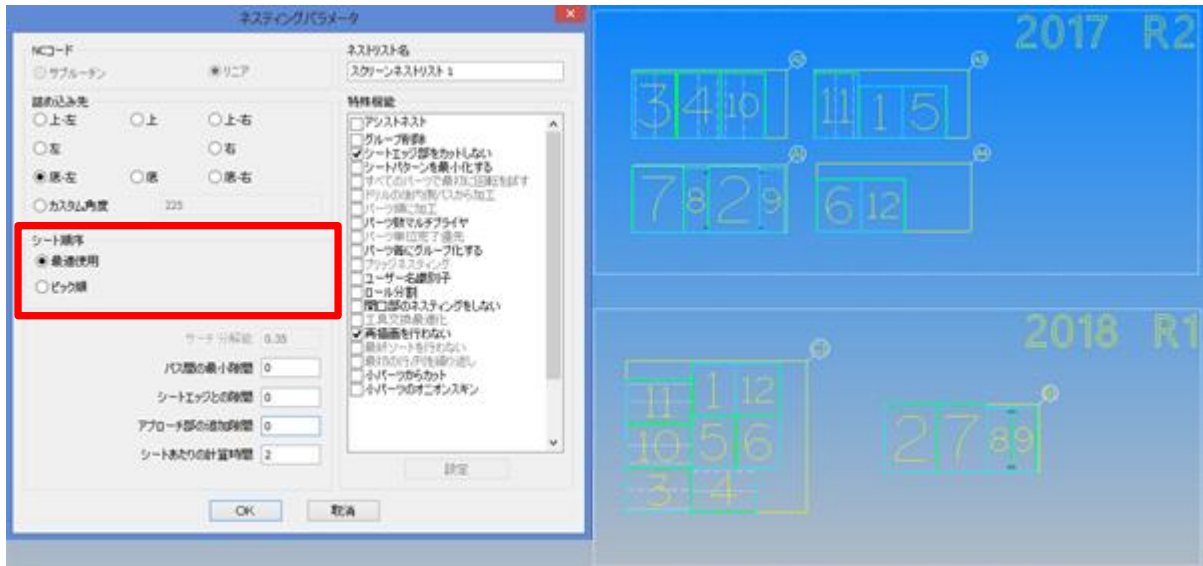 ネスティングパラメータ
NCコード
サブルーチン
リニア
ネストリスト名
スクリーンネストリスト 1
詰め込み先
上-左
上
上-右
左
右
底-左
底
底-右
カスタム角度
225
シート順序
最適使用
ピック順
サーチ分解能 0.35
パス間の最小隙間 0
シートエッジとの隙間 0
アプローチ部の追加隙間 0
シートあたりの計算時間 2
特殊機能
アシストネスト
グループ削除
シートエッジ部をカットしない
シートパターンを最小化する
すべてのパーツで最初に回転を試す
ドリルの後内側パスから加工
パーツ順に加工
パーツ数マルチプライヤ
パーツ単位完了優先
パーツ毎にグループ化する
ブリッジネスティング
ユーザー名識別子
ロール分割
開口部のネスティングをしない
工具交換最適化
再描画を行わない
最終ソートを行わない
最初の行/列を繰り返し
小パーツからカット
小パーツのオニオンスキン
設定
OK
取消
2017 R2
3 4 10
11 1 5
7 8 2 9
6 12
2018 R1
11 1 12
10 5 6
3 4
2 7 8 9